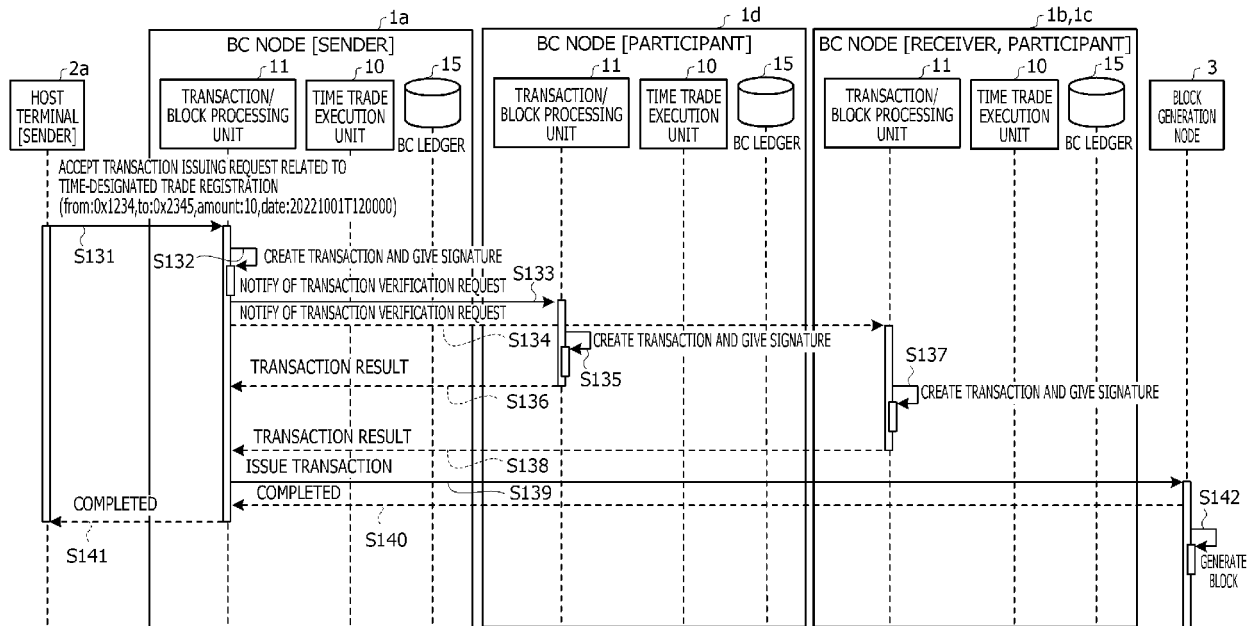 1a
1d
1b,1c
BC NODE [SENDER]
BC NODE [PARTICIPANT]
BC NODE [RECEIVER, PARTICIPANT]
2a
11
10
15
11
10
15
11
10
15
3
HOST
TERMINAL
[SENDER]
TRANSACTION/
BLOCK PROCESSING
UNIT
TIME TRADE
EXECUTION
UNIT
BC LEDGER
TRANSACTION/
BLOCK PROCESSING
UNIT
TIME TRADE
EXECUTION
UNIT
BC LEDGER
TRANSACTION/
BLOCK PROCESSING
UNIT
TIME TRADE
EXECUTION
UNIT
BC LEDGER
BLOCK
GENERATION
NODE
ACCEPT TRANSACTION ISSUING REQUEST RELATED TO
TIME-DESIGNATED TRADE REGISTRATION
(from:0x1234,to:0x2345,amount:10,date:20221001T120000)
S131
S132
CREATE TRANSACTION AND GIVE SIGNATURE
NOTIFY OF TRANSACTION VERIFICATION REQUEST
S133
NOTIFY OF TRANSACTION VERIFICATION REQUEST
S134
CREATE TRANSACTION AND GIVE SIGNATURE
S135
TRANSACTION RESULT
S136
S137
CREATE TRANSACTION AND GIVE SIGNATURE
TRANSACTION RESULT
S138
ISSUE TRANSACTION
S139
COMPLETED
S140
COMPLETED
S141
S142
GENERATE
BLOCK